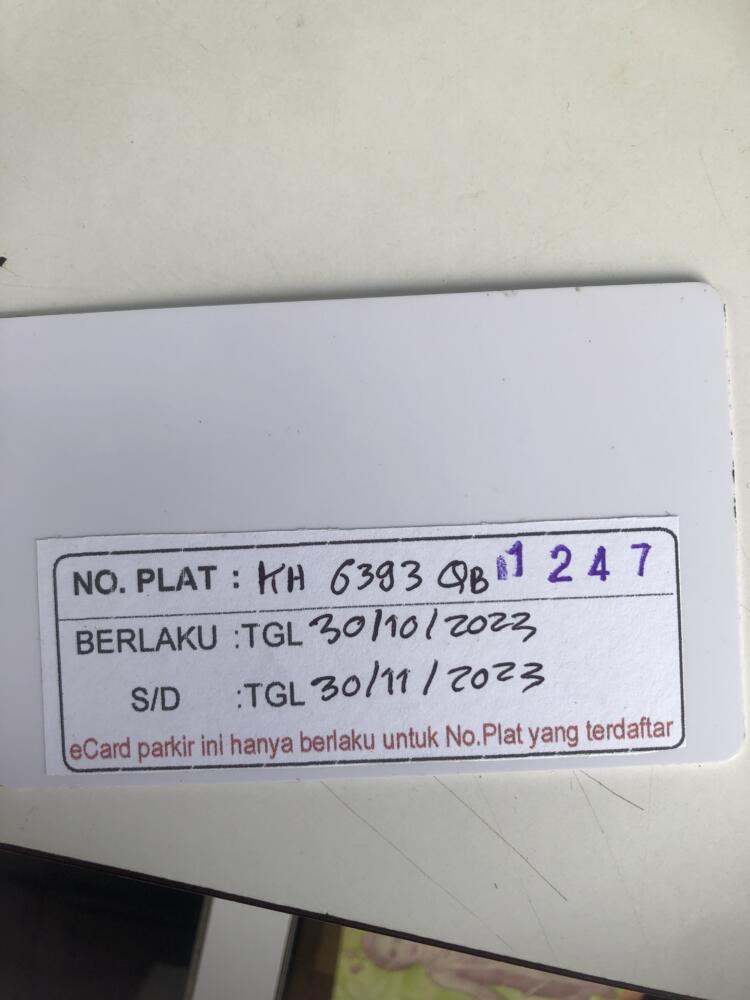 NO. PLAT : KH 6393 QB 1247
BERLAKU :TGL 30/10/2023
S/D :TGL 30/11/2023
eCard parkir ini hanya berlaku untuk No.Plat yang terdaftar